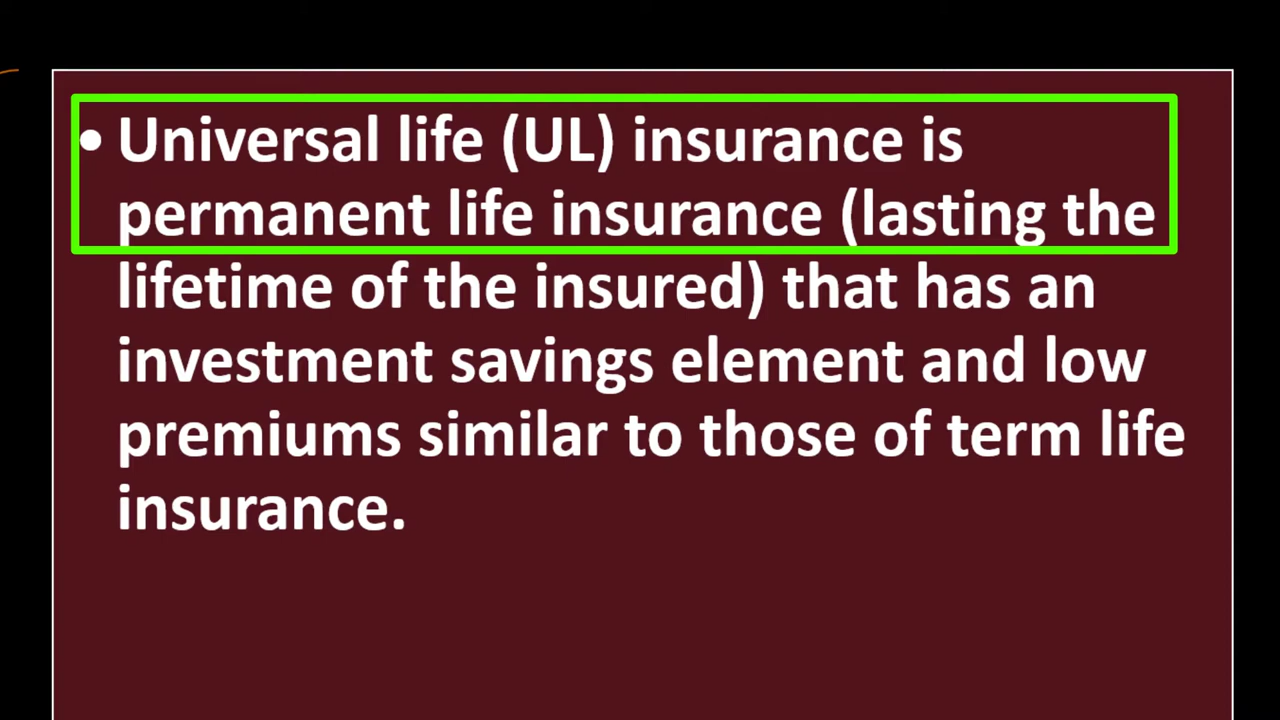 • Universal life (UL) insurance is
permanent life insurance (lasting the
lifetime of the insured) that has an
investment savings element and low
premiums similar to those of term life
insurance.